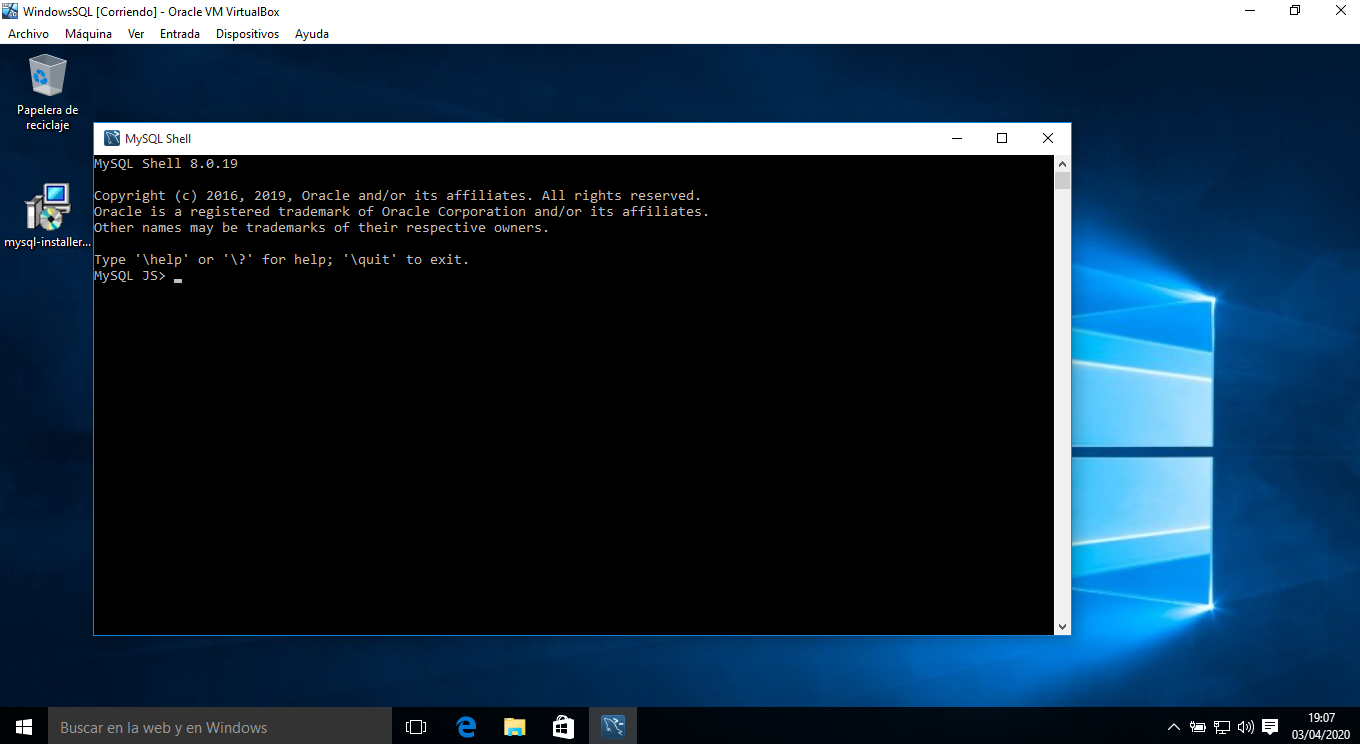 WindowsSQL [Corriendo] - Oracle VM VirtualBox
Archivo Máquina Ver Entrada Dispositivos Ayuda
Papelera de
reciclaje
mysql-installer...
MySQL Shell
MySQL Shell 8.0.19
Copyright (c) 2016, 2019, Oracle and/or its affiliates. All rights reserved.
Oracle is a registered trademark of Oracle Corporation and/or its affiliates.
Other names may be trademarks of their respective owners.
Type '\help' or '\?' for help; '\quit' to exit.
MySQL JS> _
Buscar en la web y en Windows
19:07
03/04/2020